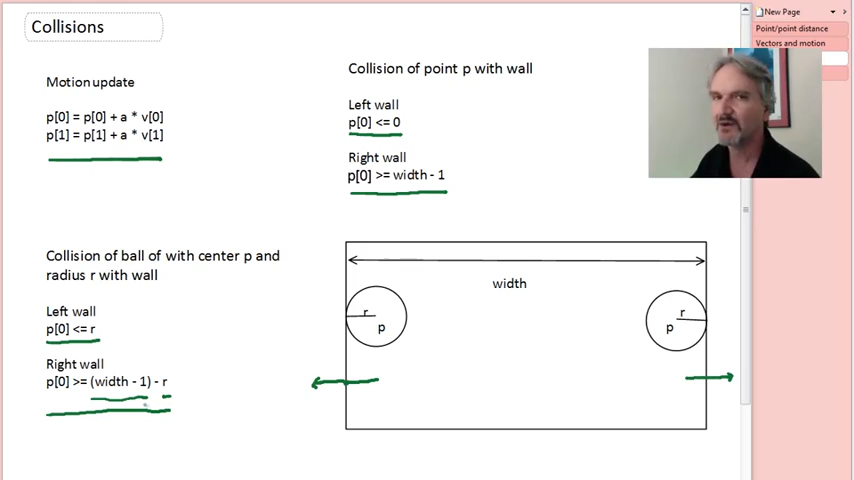 Collisions
Motion update
p[0] = p[0] + a * v[0]
p[1] = p[1] + a * v[1]
Collision of point p with wall
Left wall
p[0] <= 0
Right wall
p[0] >= width - 1
Collision of ball of with center p and
radius r with wall
Left wall
p[0] <= r
Right wall
p[0] >= (width - 1) - r
width
r
p
r
p
New Page
Point/point distance
Vectors and motion